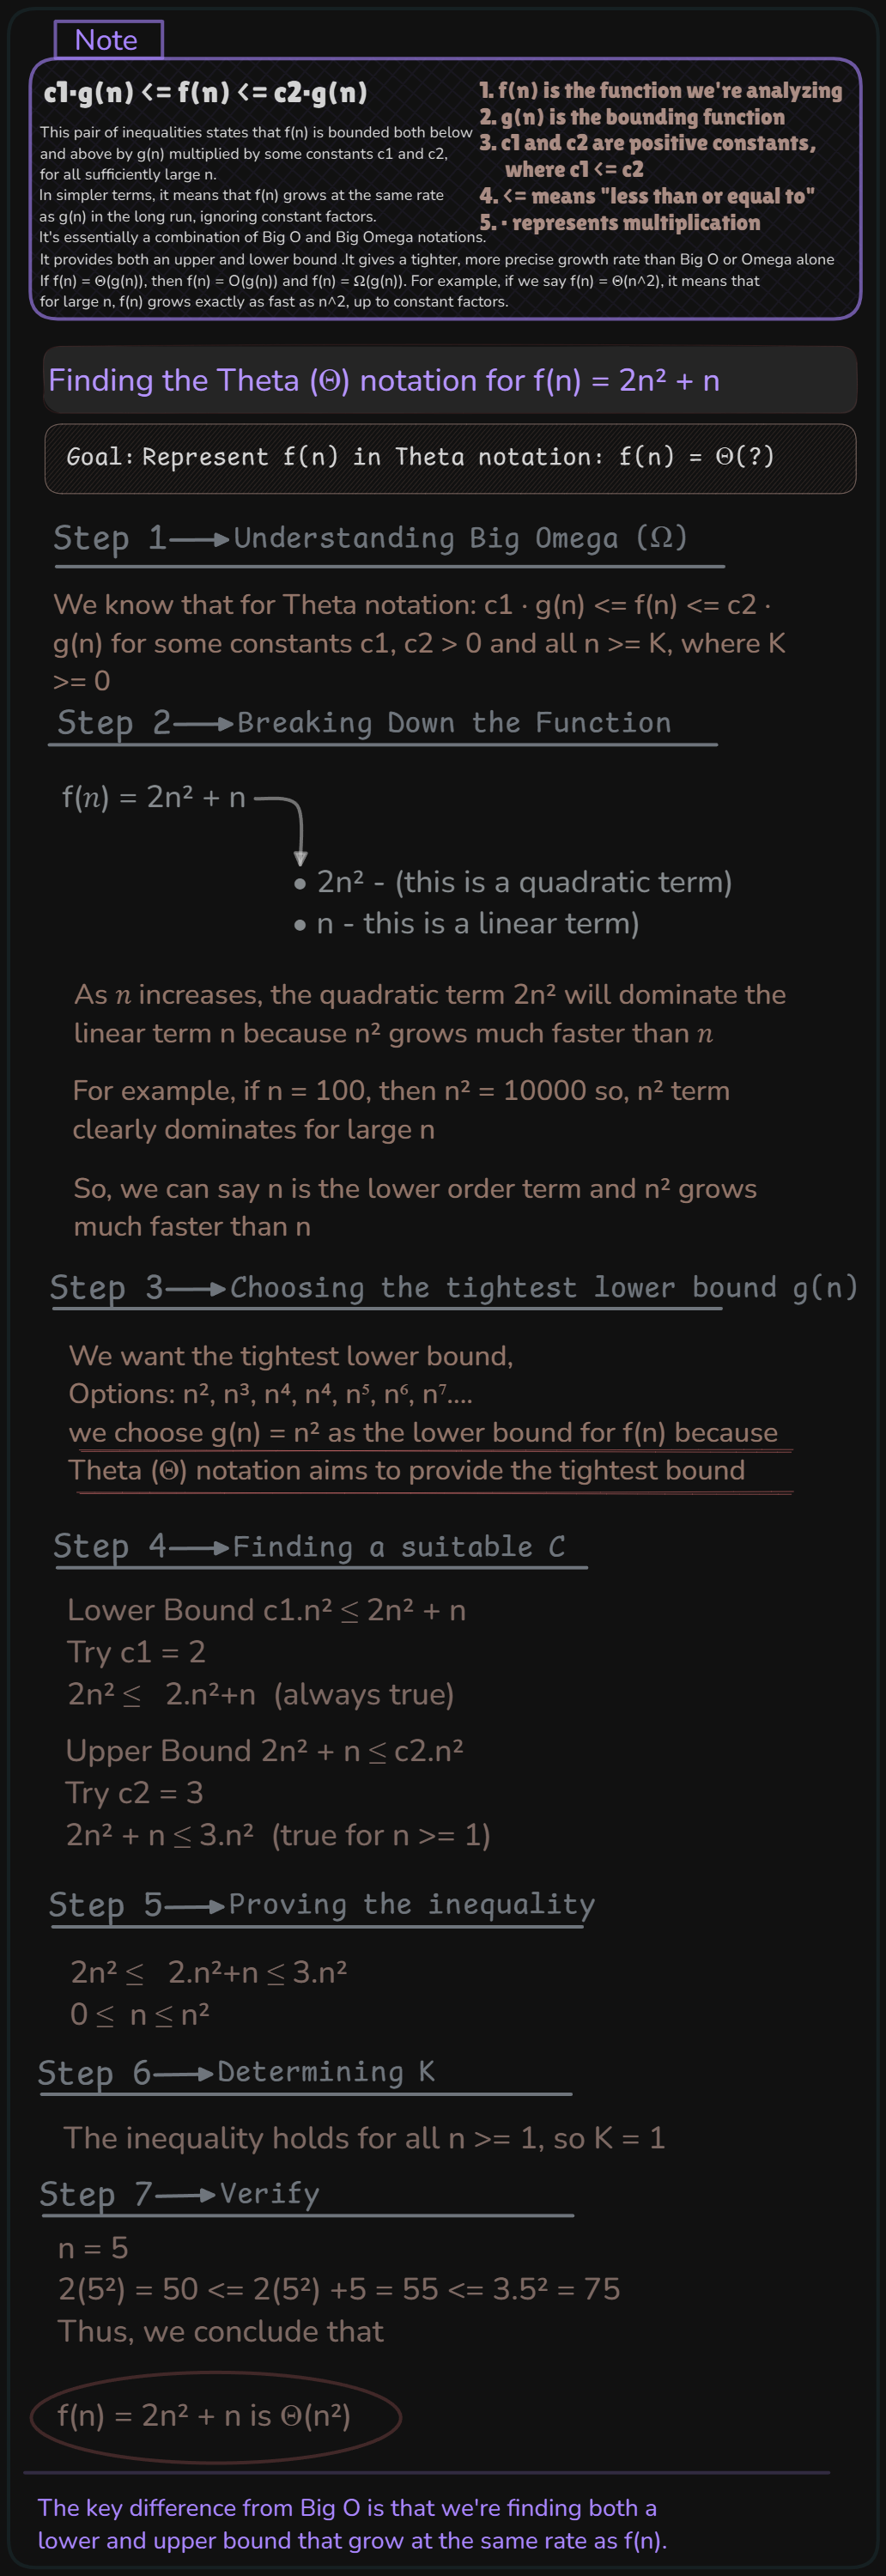 Note
c1·g(n) <= f(n) <= c2·g(n)
This pair of inequalities states that f(n) is bounded both below
and above by g(n) multiplied by some constants c1 and c2,
for all sufficiently large n.
In simpler terms, it means that f(n) grows at the same rate
as g(n) in the long run, ignoring constant factors.
It's essentially a combination of Big O and Big Omega notations.
It provides both an upper and lower bound .It gives a tighter, more precise growth rate than Big O or Omega alone
If f(n) = Θ(g(n)), then f(n) = O(g(n)) and f(n) = Ω(g(n)). For example, if we say f(n) = Θ(n^2), it means that
for large n, f(n) grows exactly as fast as n^2, up to constant factors.
1. f(n) is the function we're analyzing
2. g(n) is the bounding function
3. c1 and c2 are positive constants,
where c1 <= c2
4. <= means "less than or equal to"
5. · represents multiplication
Finding the Theta (Θ) notation for f(n) = 2n² + n
Goal: Represent f(n) in Theta notation: f(n) = Θ(?)
Step 1 Understanding Big Omega (Ω)
We know that for Theta notation: c1 · g(n) <= f(n) <= c2 ·
g(n) for some constants c1, c2 > 0 and all n >= K, where K
>= 0
Step 2 Breaking Down the Function
f(n) = 2n² + n
• 2n² - (this is a quadratic term)
• n - this is a linear term)
As n increases, the quadratic term 2n² will dominate the
linear term n because n² grows much faster than n
For example, if n = 100, then n² = 10000 so, n² term
clearly dominates for large n
So, we can say n is the lower order term and n² grows
much faster than n
Step 3 Choosing the tightest lower bound g(n)
We want the tightest lower bound,
Options: n², n³, n⁴, n⁴, n⁵, n⁶, n⁷....
we choose g(n) = n² as the lower bound for f(n) because
Theta (Θ) notation aims to provide the tightest bound
Step 4 Finding a suitable C
Lower Bound c1.n² ≤ 2n² + n
Try c1 = 2
2n² ≤ 2.n²+n (always true)
Upper Bound 2n² + n ≤ c2.n²
Try c2 = 3
2n² + n ≤ 3.n² (true for n >= 1)
Step 5 Proving the inequality
2n² ≤ 2.n²+n ≤ 3.n²
0 ≤ n ≤ n²
Step 6 Determining K
The inequality holds for all n >= 1, so K = 1
Step 7 Verify
n = 5
2(5²) = 50 <= 2(5²) +5 = 55 <= 3.5² = 75
Thus, we conclude that
f(n) = 2n² + n is Θ(n²)
The key difference from Big O is that we're finding both a
lower and upper bound that grow at the same rate as f(n).